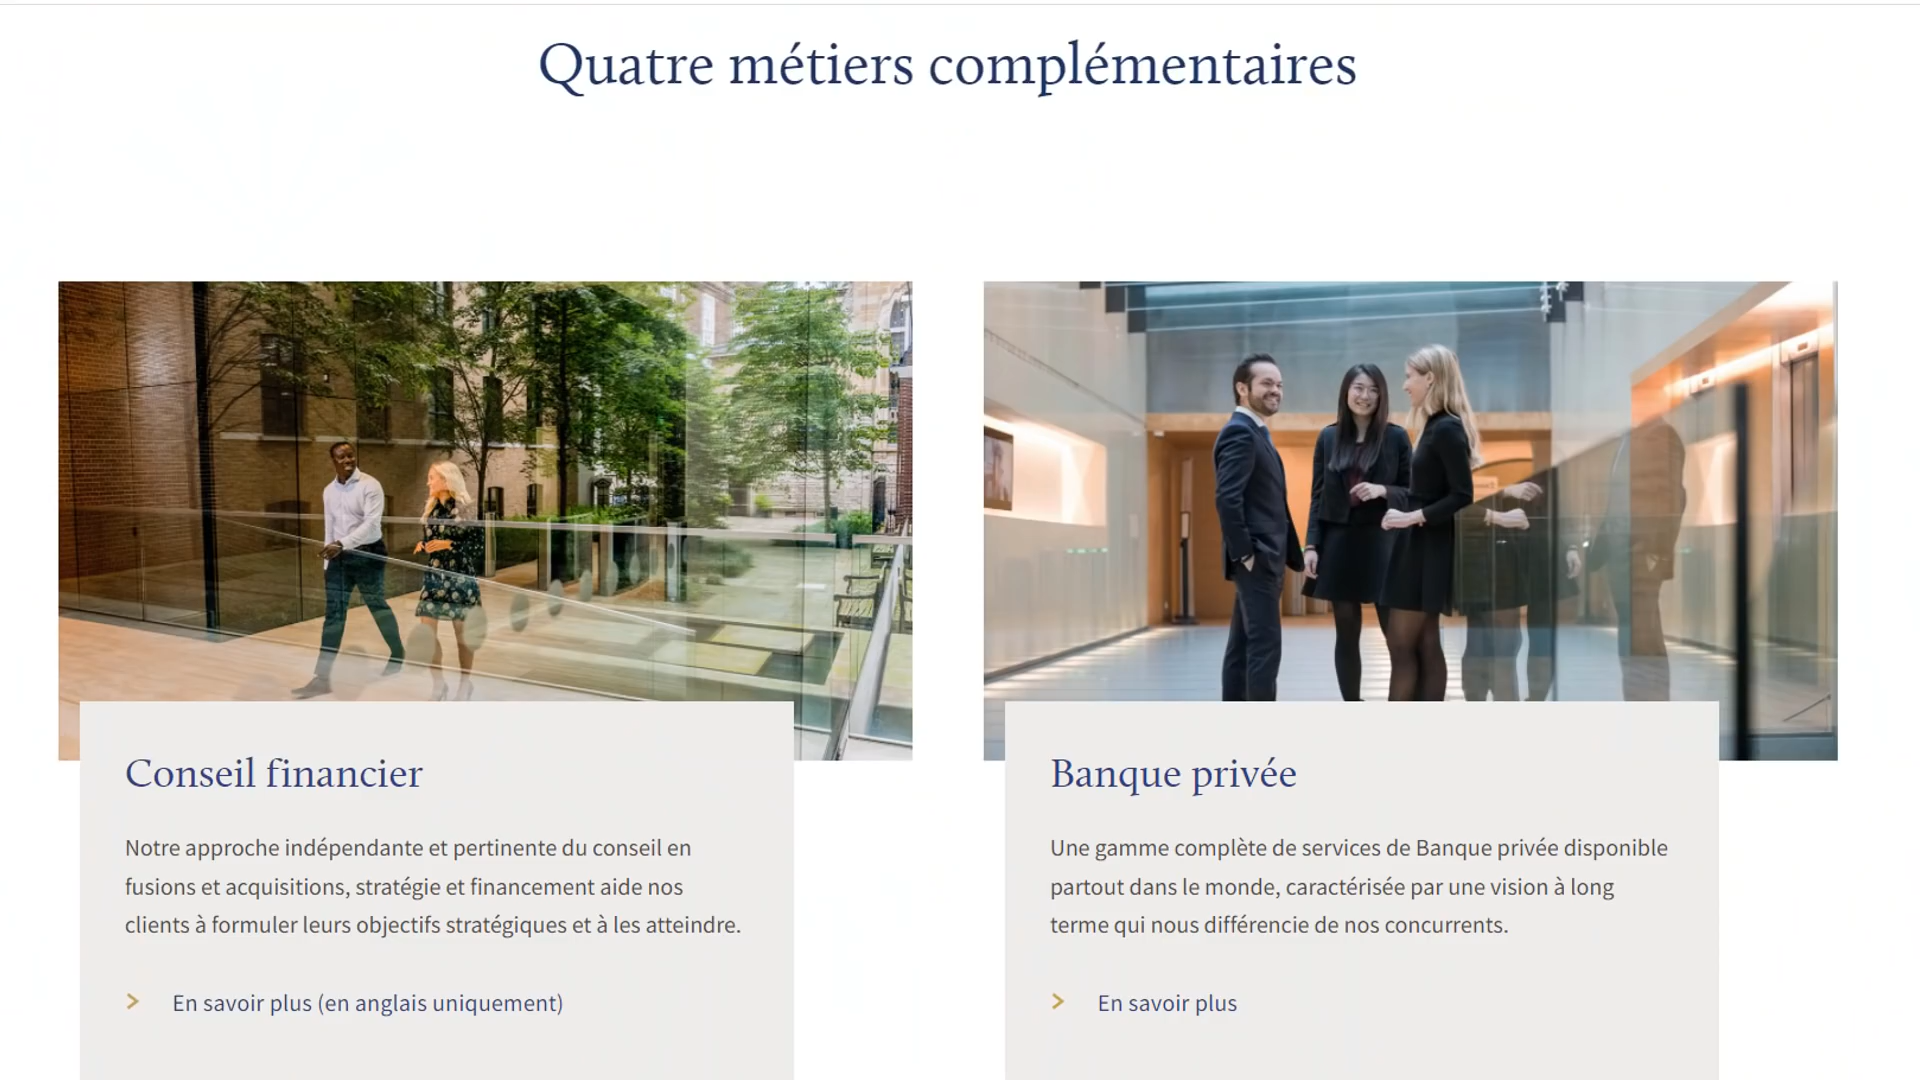 Quatre métiers complémentaires
Conseil financier
Notre approche indépendante et pertinente du conseil en
fusions et acquisitions, stratégie et financement aide nos
clients à formuler leurs objectifs stratégiques et à les atteindre.
En savoir plus (en anglais uniquement)
Banque privée
Une gamme complète de services de Banque privée disponible
partout dans le monde, caractérisée par une vision à long
terme qui nous différencie de nos concurrents.
En savoir plus